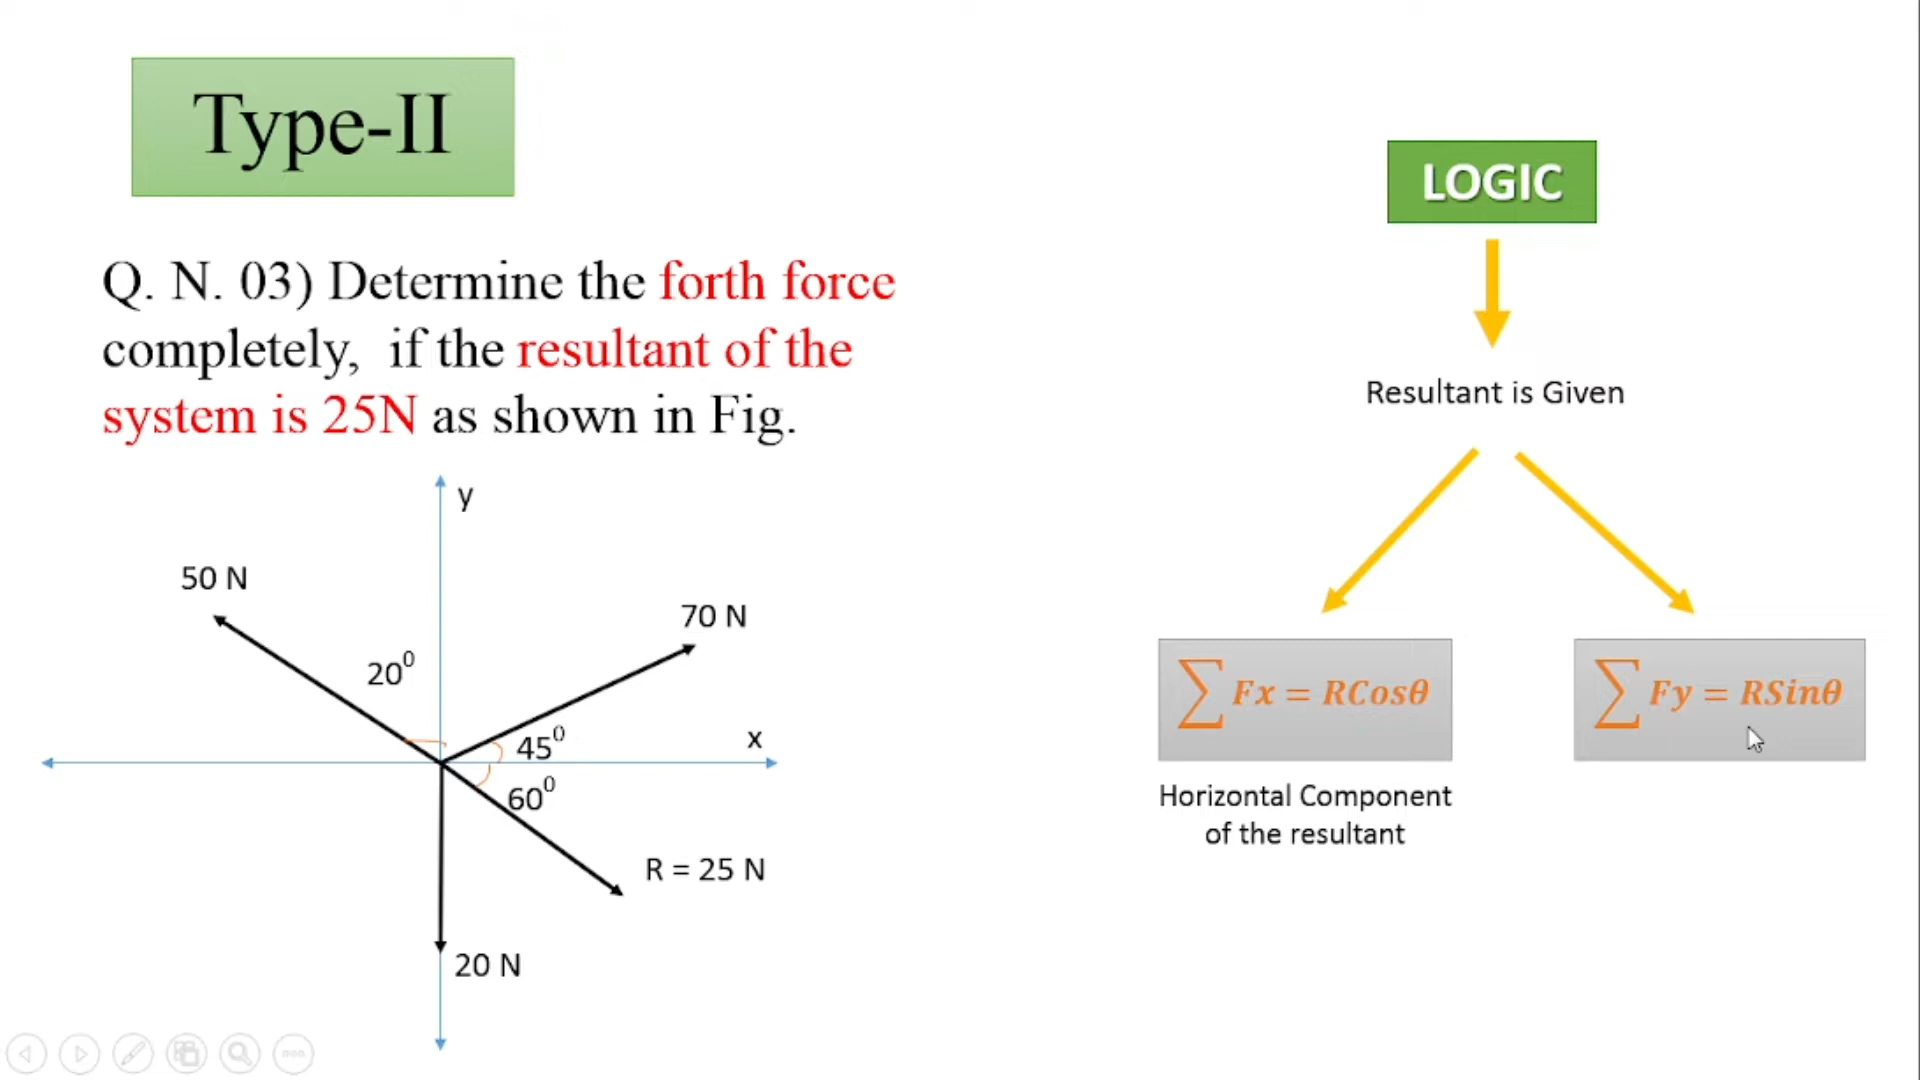 Type-II
Q. N. 03) Determine the forth force
completely, if the resultant of the
system is 25N as shown in Fig.
y
50 N
70 N
20⁰
45⁰
x
60⁰
R = 25 N
20 N
LOGIC
Resultant is Given
∑ Fx = RCosθ
∑ Fy = RSinθ
Horizontal Component
of the resultant